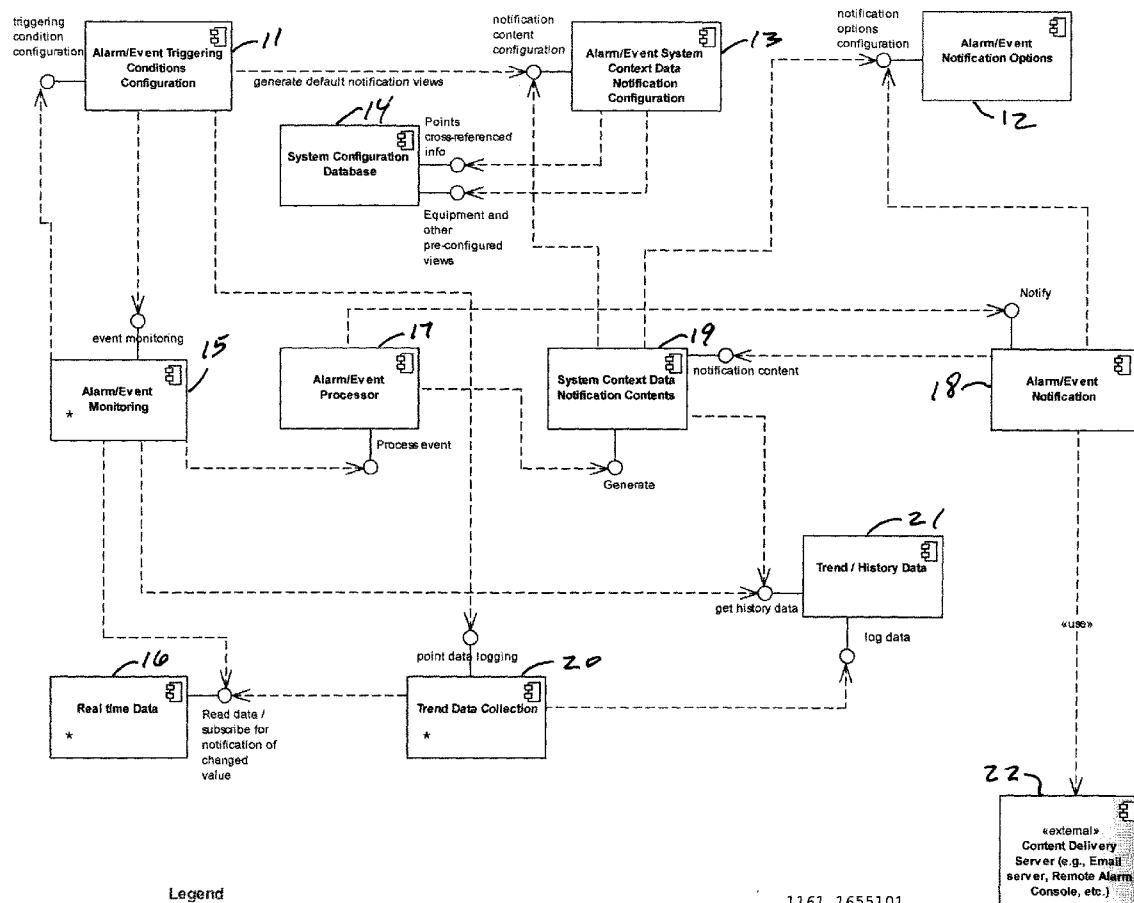 triggering
condition
configuration
11
Alarm/Event Triggering
Conditions
Configuration
generate default notification views
notification
content
configuration
13
Alarm/Event System
Context Data
Notification
Configuration
notification
options
configuration
Alarm/Event
Notification Options
12
14
System Configuration
Database
Points
cross-referenced
info
Equipment and
other
pre-configured
views
event monitoring
15
Alarm/Event
Monitoring
*
17
Alarm/Event
Processor
Process event
19
System Context Data
Notification Contents
notification content
Generate
Notify
18
Alarm/Event
Notification
21
Trend / History Data
get history data
log data
«use»
16
Real time Data
*
Read data /
subscribe for
notification of
changed
value
point data logging
20
Trend Data Collection
*
22
«external»
Content Delivery
Server (e.g., Email
server, Remote Alarm
Console, etc.)
Legend
1161 1655101